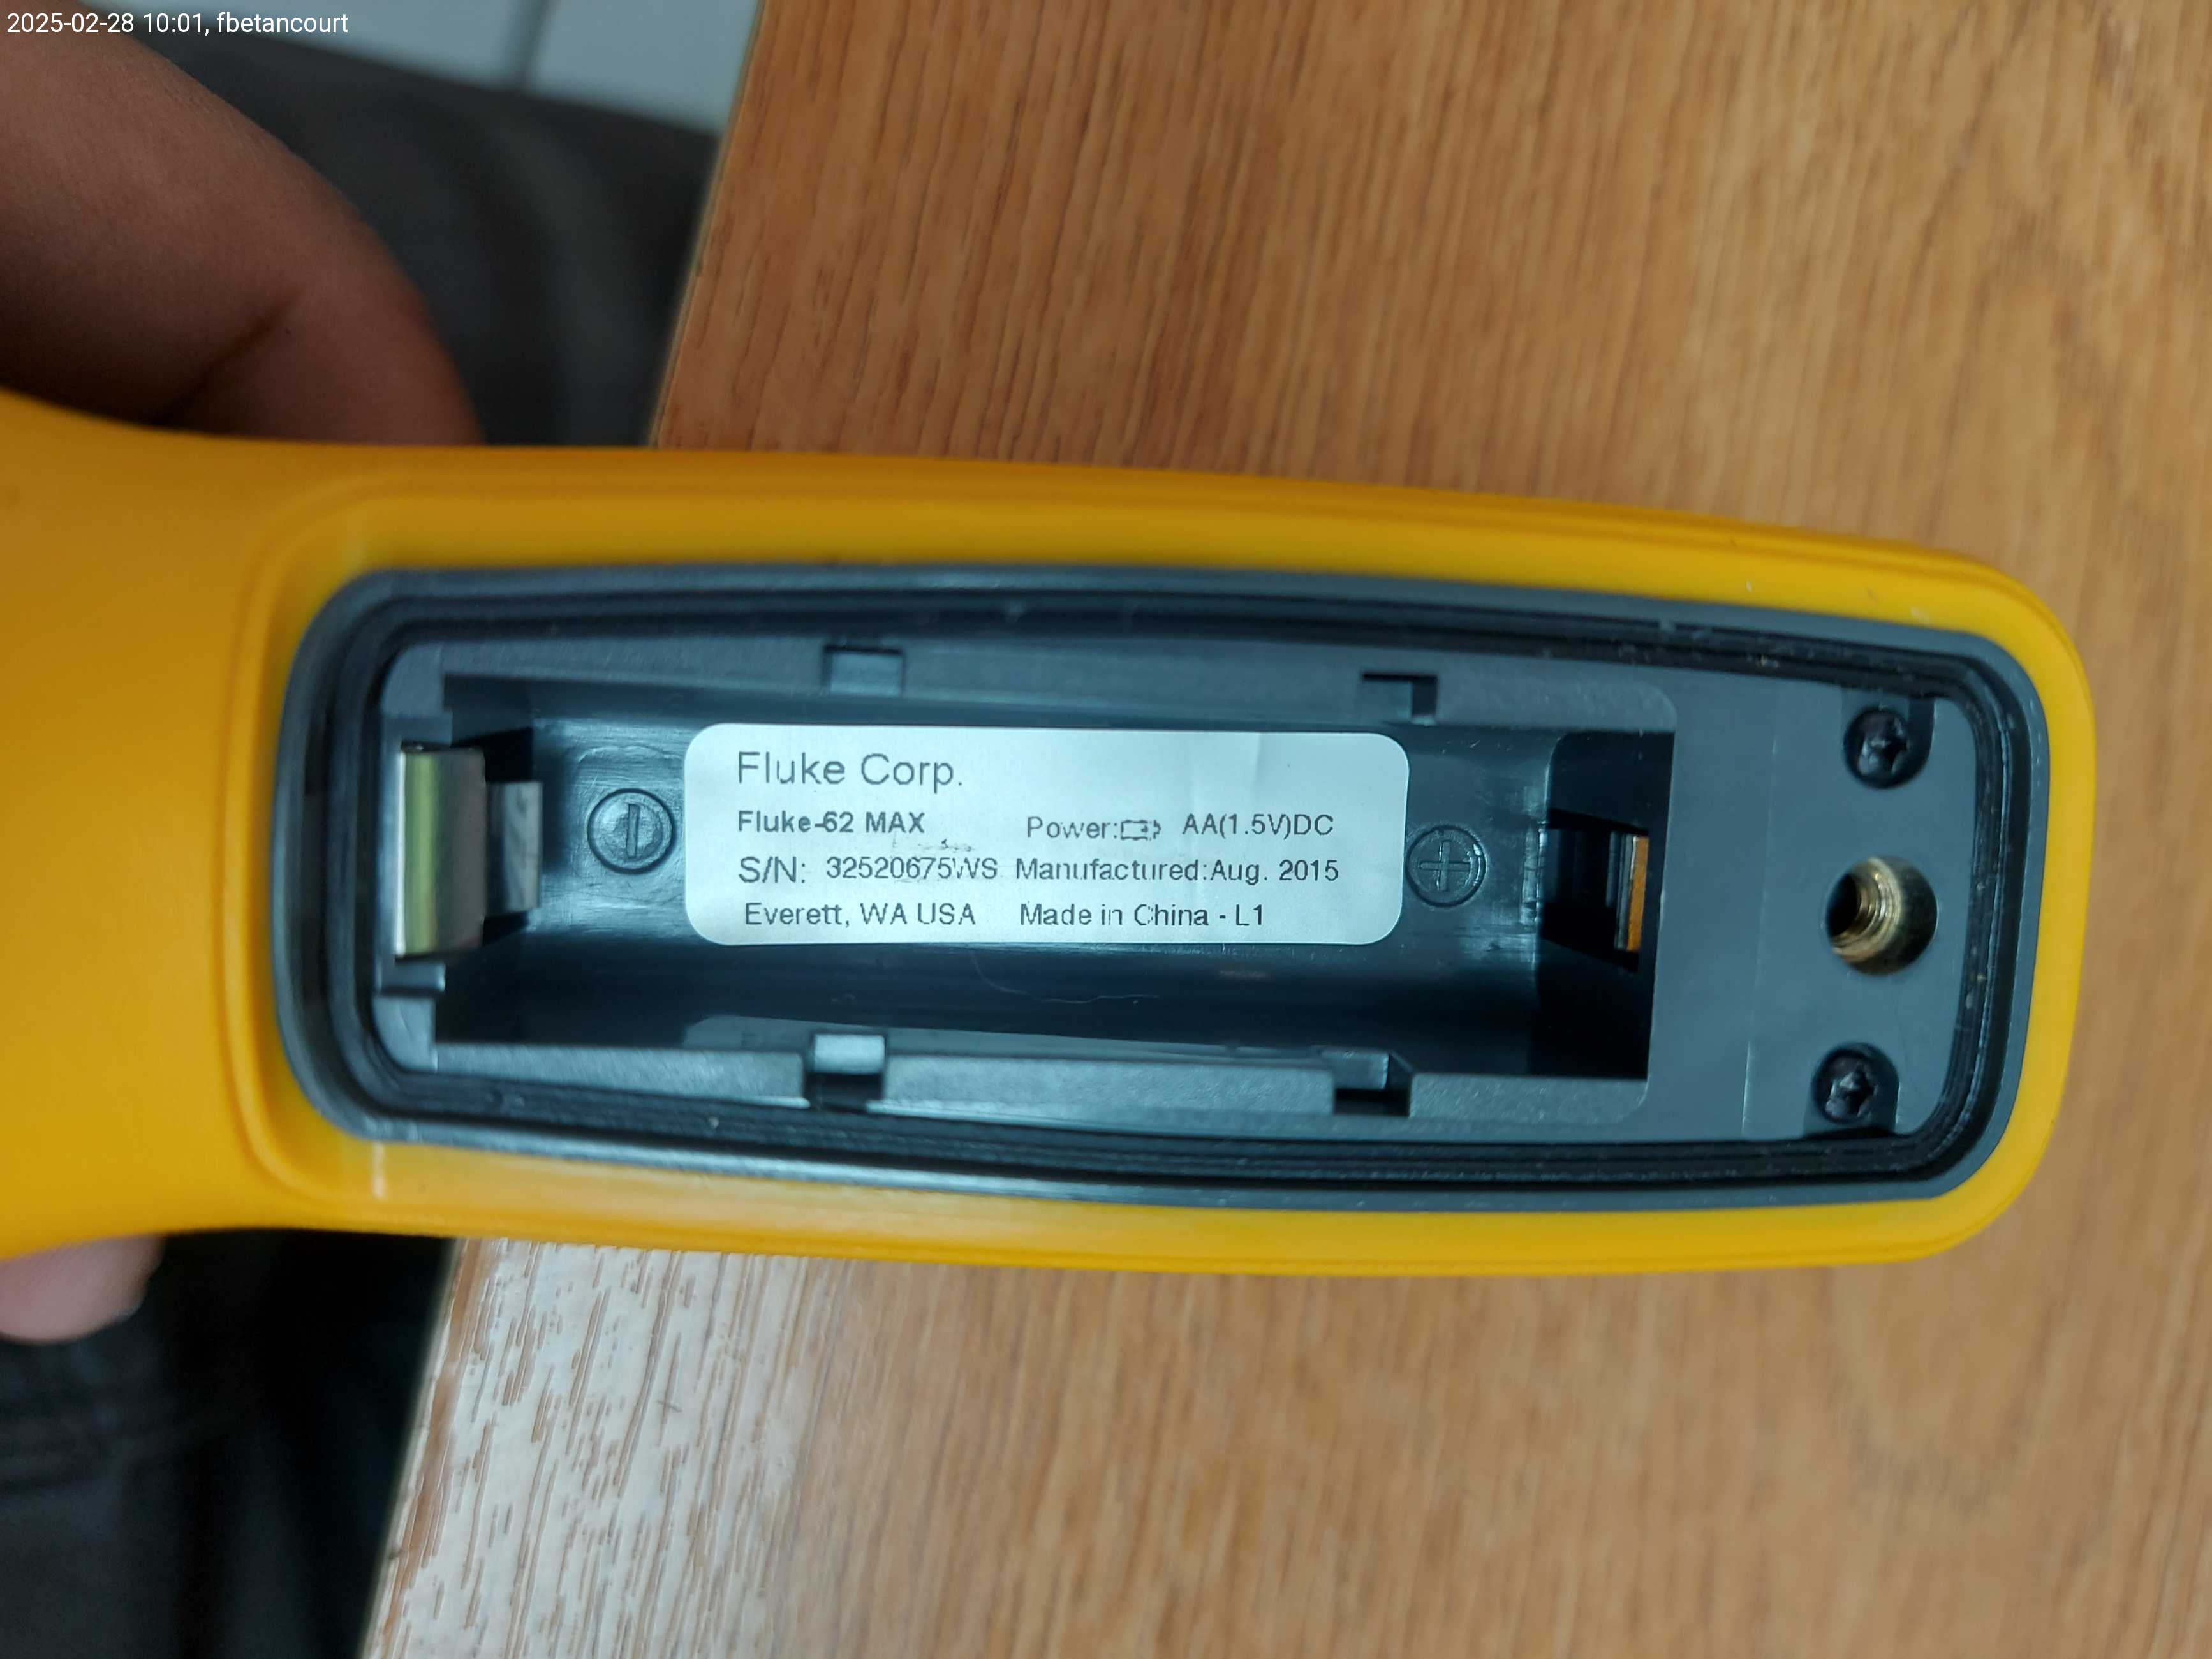 2025-02-28 10:01, fbetancourt
Fluke Corp.
Fluke-62 MAX Power: AA(1.5V)DC
S/N: 32520675WS Manufactured:Aug. 2015
Everett, WA USA Made in China - L1